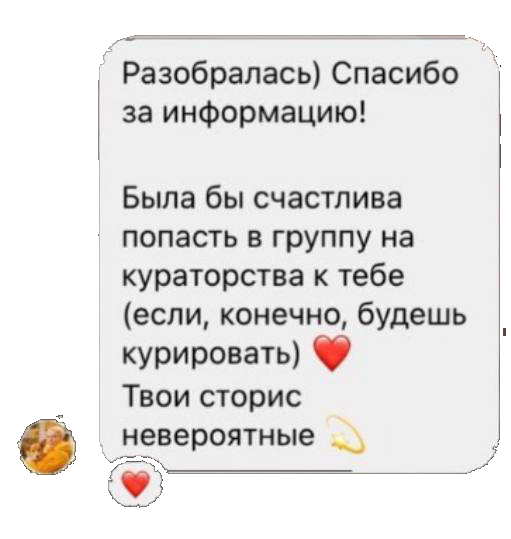 Разобралась) Спасибо
за информацию!
Была бы счастлива
попасть в группу на
кураторства к тебе
(если, конечно, будешь
курировать) ❤️
Твои сторис
невероятные 💫
❤️